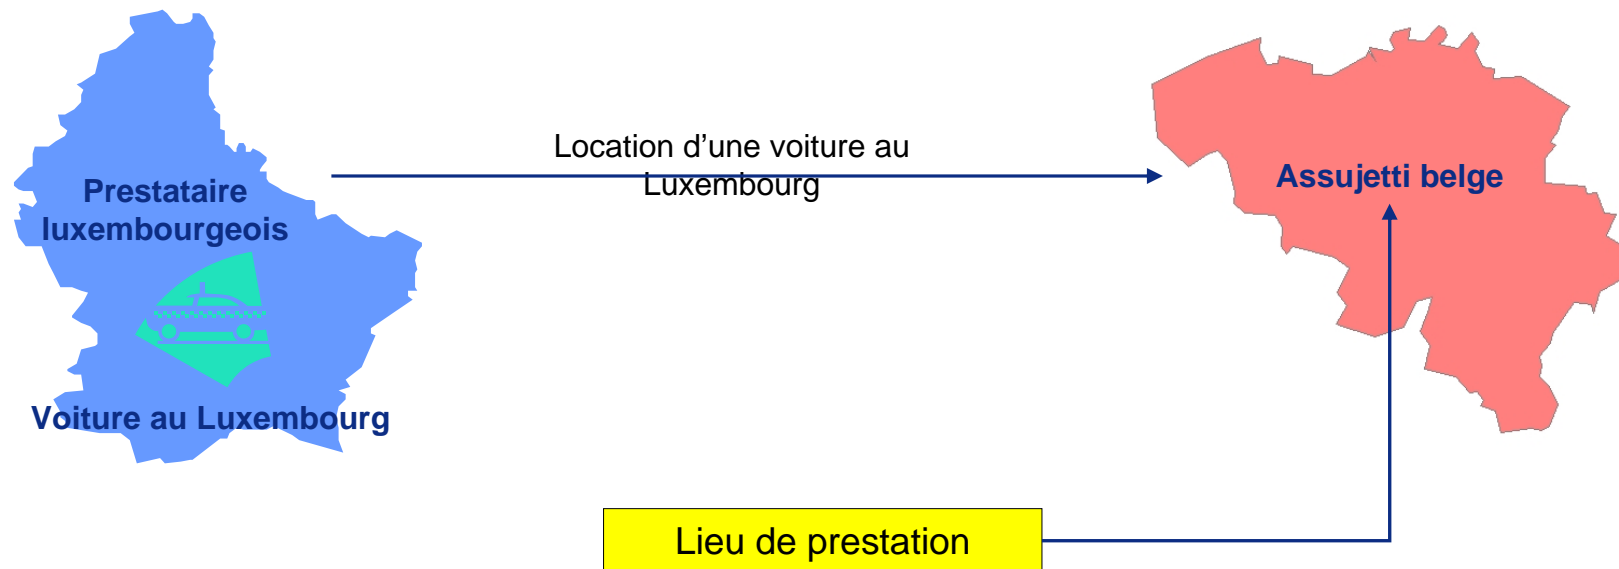 Location d’une voiture au
Luxembourg
Prestataire
luxembourgeois
Assujetti belge
Voiture au Luxembourg
Lieu de prestation